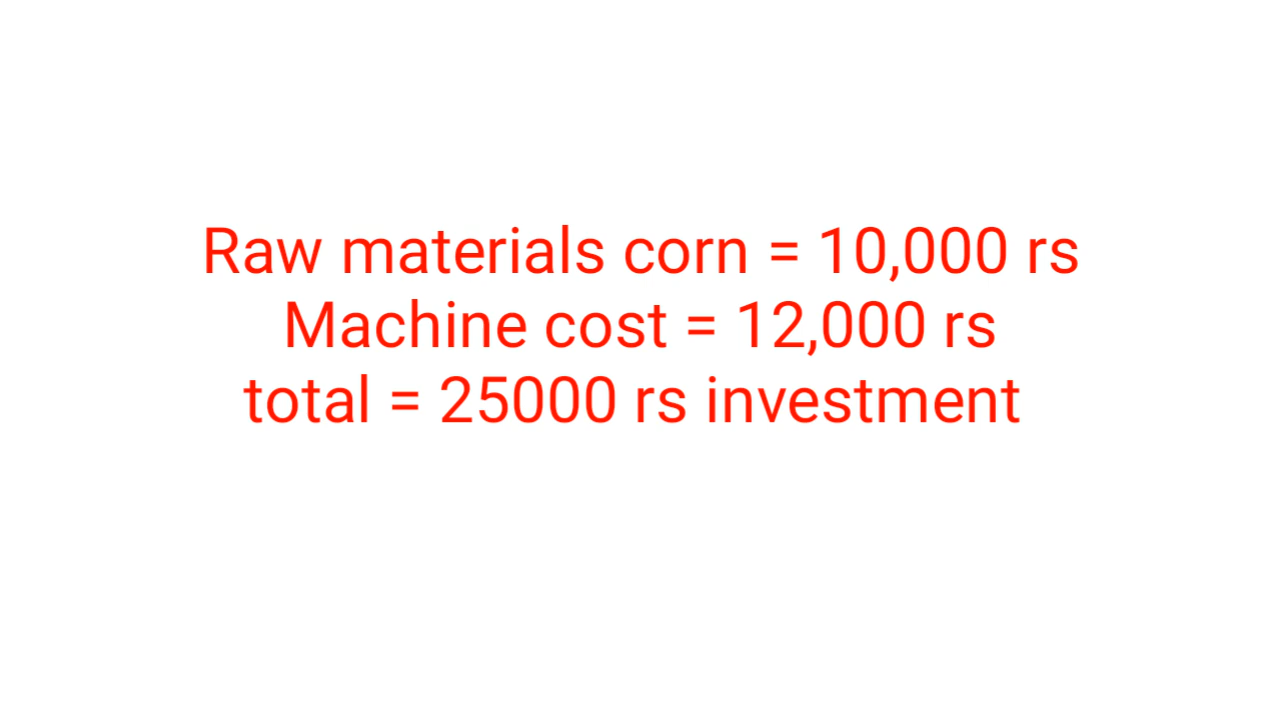 Raw materials corn = 10,000 rs
Machine cost = 12,000 rs
total = 25000 rs investment